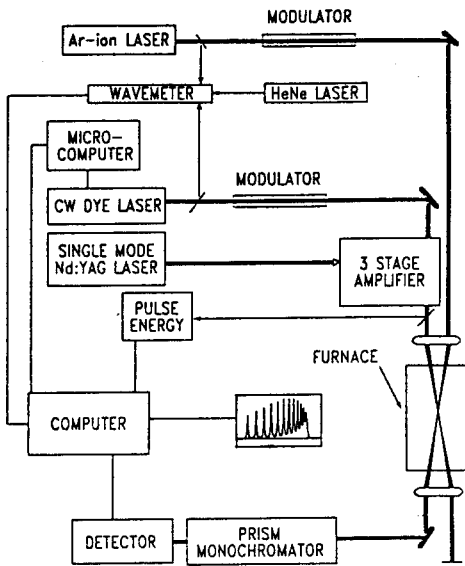 MODULATOR
Ar-ion LASER
WAVEMETER
HeNe LASER
MICRO-
COMPUTER
MODULATOR
CW DYE LASER
SINGLE MODE
Nd:YAG LASER
3 STAGE
AMPLIFIER
PULSE
ENERGY
FURNACE
COMPUTER
DETECTOR
PRISM
MONOCHROMATOR